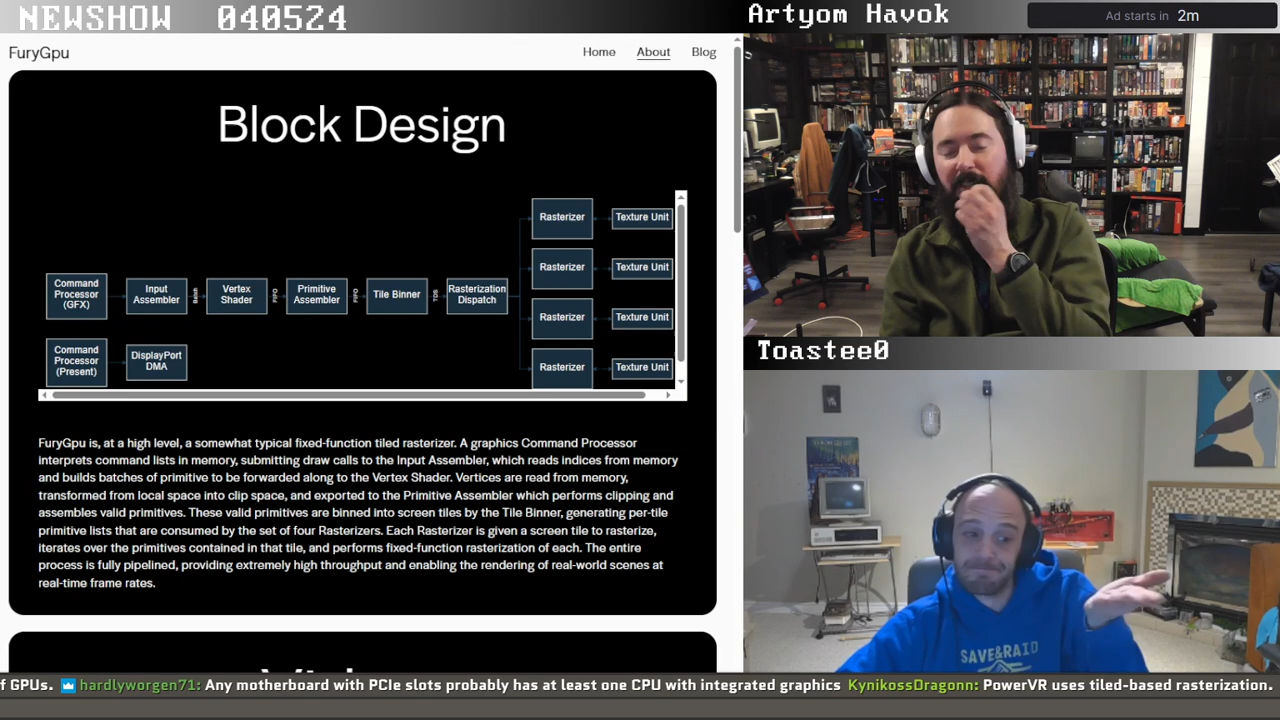 NEWSHOW 040524
Artyom Havok
Ad starts in 2m
FuryGpu
Home About Blog
Block Design
Command
Processor
(GFX)
Input
Assembler
Batch
Vertex
Shader
FIFO
Primitive
Assembler
FIFO
Tile Binner
Rasterization
Dispatch
Rasterizer
Texture Unit
Rasterizer
Texture Unit
Rasterizer
Texture Unit
Rasterizer
Texture Unit
Command
Processor
(Present)
DisplayPort
DMA
FuryGpu is, at a high level, a somewhat typical fixed-function tiled rasterizer. A graphics Command Processor
interprets command lists in memory, submitting draw calls to the Input Assembler, which reads indices from memory
and builds batches of primitive to be forwarded along to the Vertex Shader. Vertices are read from memory,
transformed from local space into clip space, and exported to the Primitive Assembler which performs clipping and
assembles valid primitives. These valid primitives are binned into screen tiles by the Tile Binner, generating per-tile
primitive lists that are consumed by the set of four Rasterizers. Each Rasterizer is given a screen tile to rasterize,
iterates over the primitives contained in that tile, and performs fixed-function rasterization of each. The entire
process is fully pipelined, providing extremely high throughput and enabling the rendering of real-world scenes at
real-time frame rates.
Toastee0
SAVE&RAID
f GPUs. hardlyworgen71: Any motherboard with PCIe slots probably has at least one CPU with integrated graphics KynikossDragonn: PowerVR uses tiled-based rasterization.